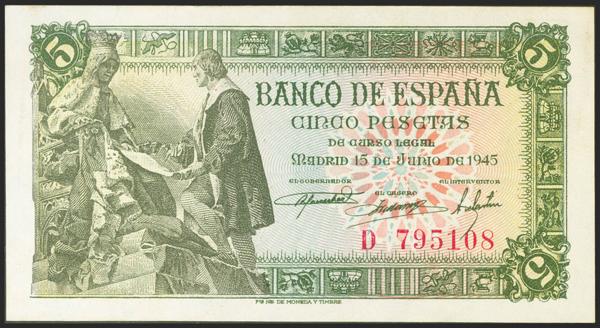 5
5
BANCO DE ESPAÑA
CINCO PESETAS
DE CURSO LEGAL
MADRID 15 DE JUNIO DE 1945
EL GOBERNADOR EL CAJERO EL INTERVENTOR
D 795108
5
FCA NAL DE MONEDA Y TIMBRE